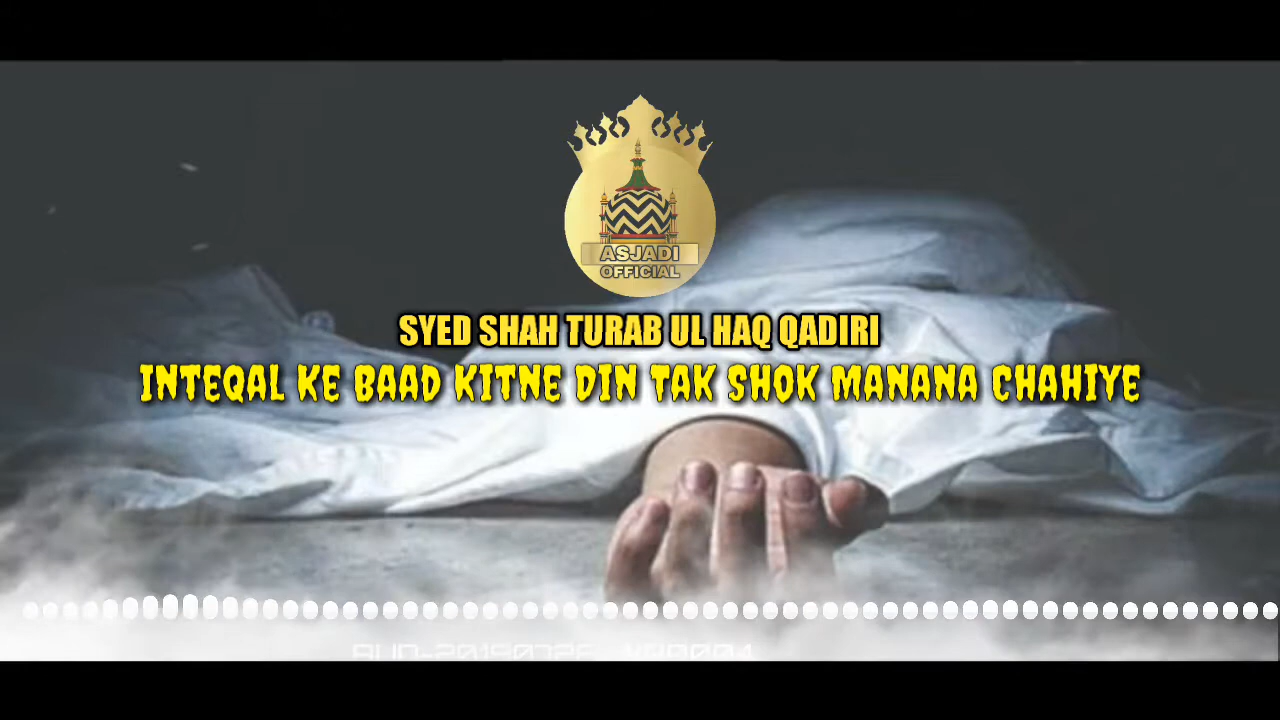 ASJADI
OFFICIAL
SYED SHAH TURAB UL HAQ QADIRI
INTEQAL KE BAAD KITNE DIN TAK SHOK MANANA CHAHIYE